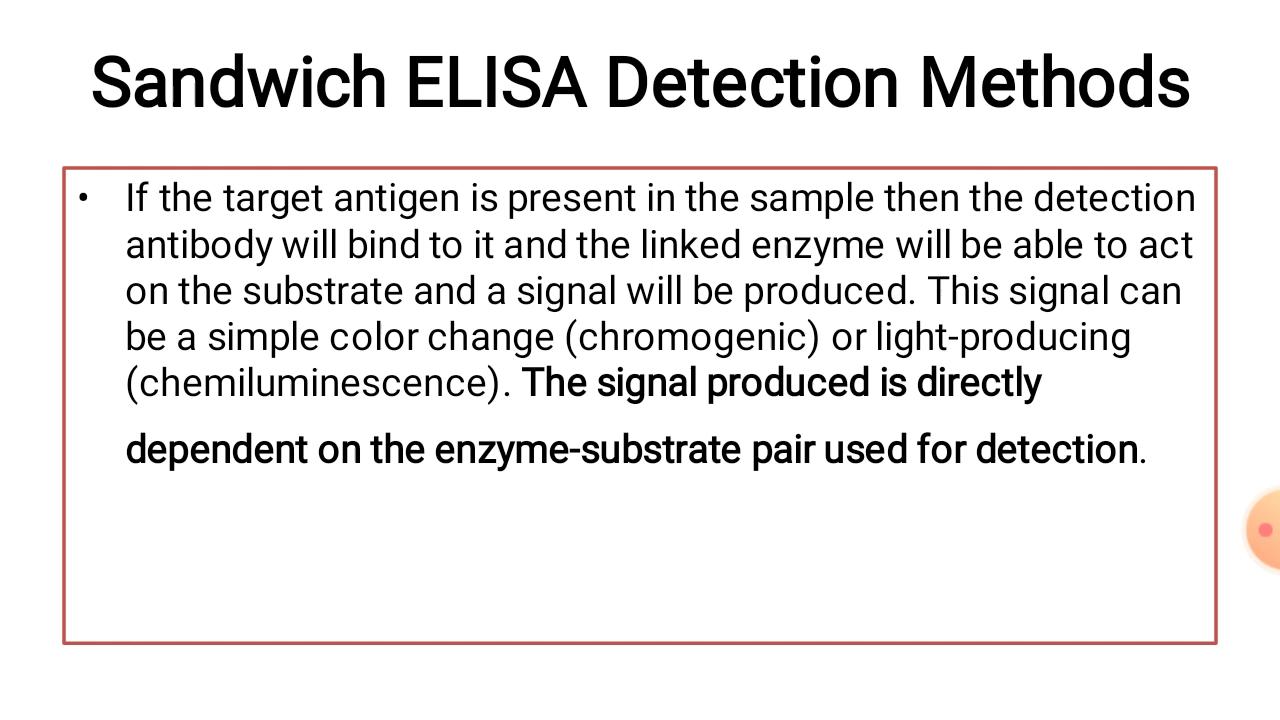 Sandwich ELISA Detection Methods
• If the target antigen is present in the sample then the detection
antibody will bind to it and the linked enzyme will be able to act
on the substrate and a signal will be produced. This signal can
be a simple color change (chromogenic) or light-producing
(chemiluminescence). The signal produced is directly
dependent on the enzyme-substrate pair used for detection.